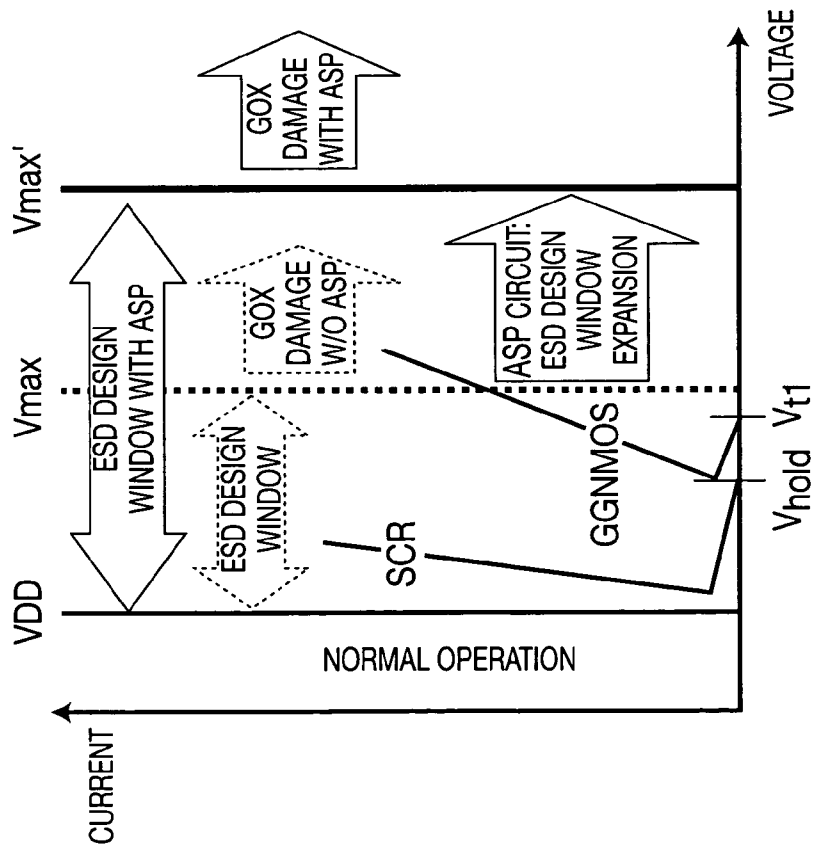 CURRENT
VDD
Vmax
Vmax'
ESD DESIGN
WINDOW WITH ASP
ESD DESIGN
WINDOW
GOX
DAMAGE
W/O ASP
GOX
DAMAGE
WITH ASP
SCR
GGNMOS
ASP CIRCUIT:
ESD DESIGN
WINDOW
EXPANSION
NORMAL OPERATION
Vhold
Vt1
VOLTAGE